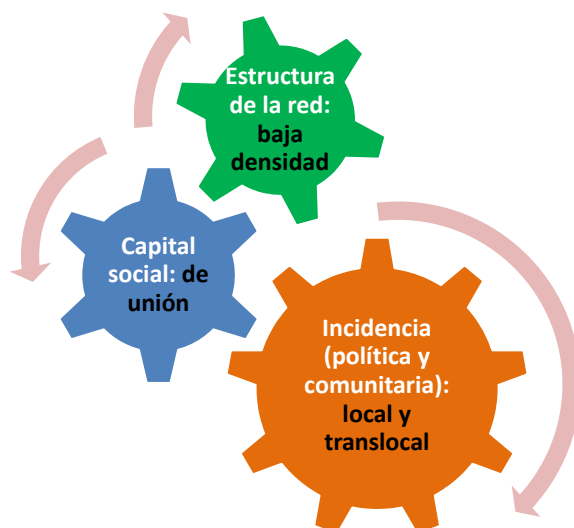 Estructura
de la red:
baja
densidad
Capital
social: de
unión
Incidencia
(política y
comunitaria):
local y
translocal